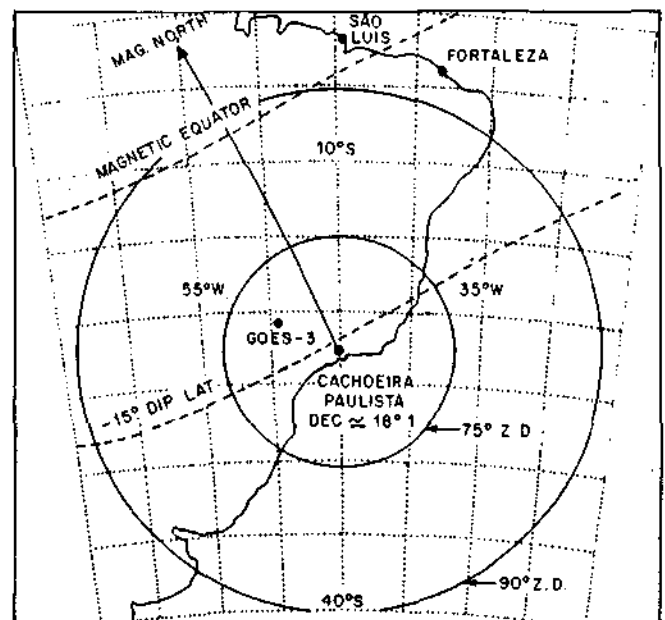 SÃO
LUIS
MAG. NORTH
FORTALEZA
MAGNETIC EQUATOR
10°S
55°W
35°W
GOES-3
-15° DIP LAT.
CACHOEIRA
PAULISTA
DEC ≃ 18° 1
75° Z D
90° Z.D.
40°S